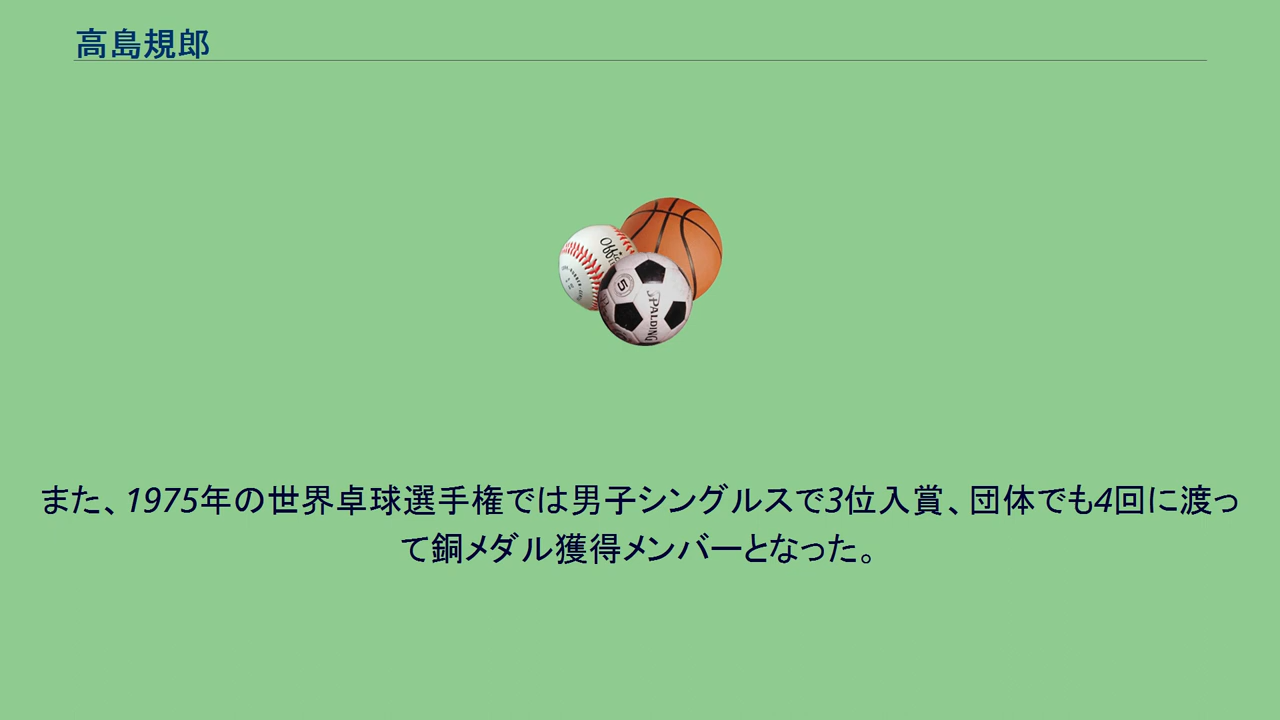 高島規郎
Offici
5
SPALDING
また、1975年の世界卓球選手権では男子シングルスで3位入賞、団体でも4回に渡っ
て銅メダル獲得メンバーとなった。